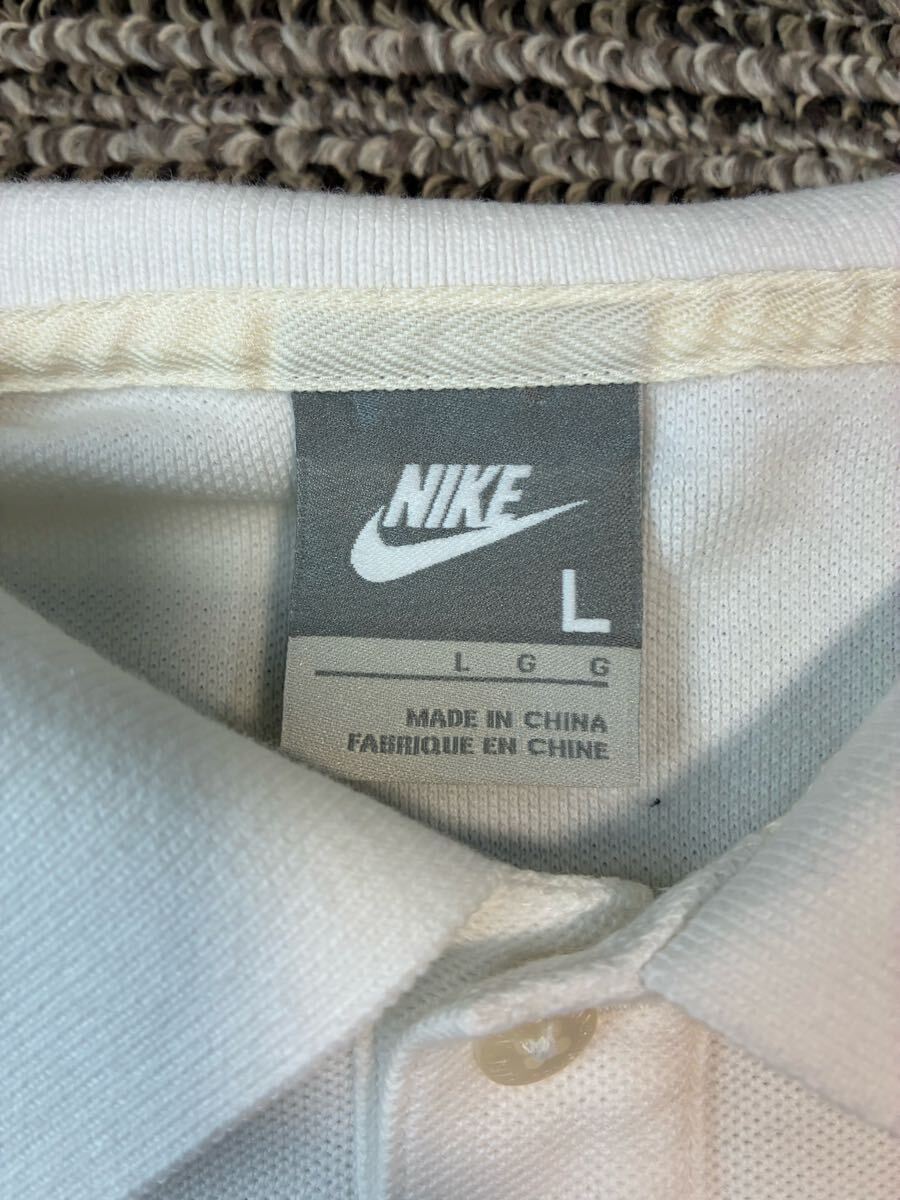 NIKE
L
L G G
MADE IN CHINA
FABRIQUE EN CHINE